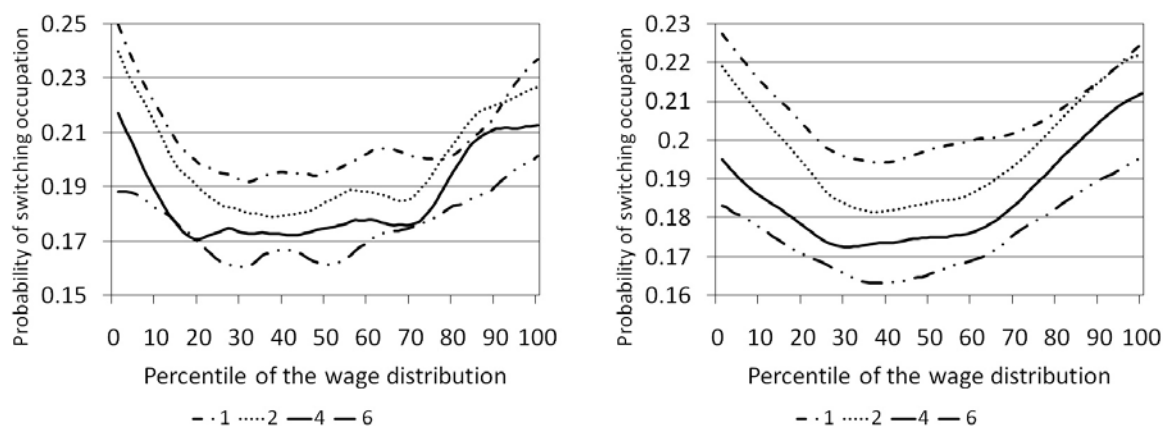 Probability of switching occupation
0.25
0.23
0.21
0.19
0.17
0.15
0 10 20 30 40 50 60 70 80 90 100
Percentile of the wage distribution
1 2 4 6
Probability of switching occupation
0.23
0.22
0.21
0.2
0.19
0.18
0.17
0.16
0 10 20 30 40 50 60 70 80 90 100
Percentile of the wage distribution
1 2 4 6